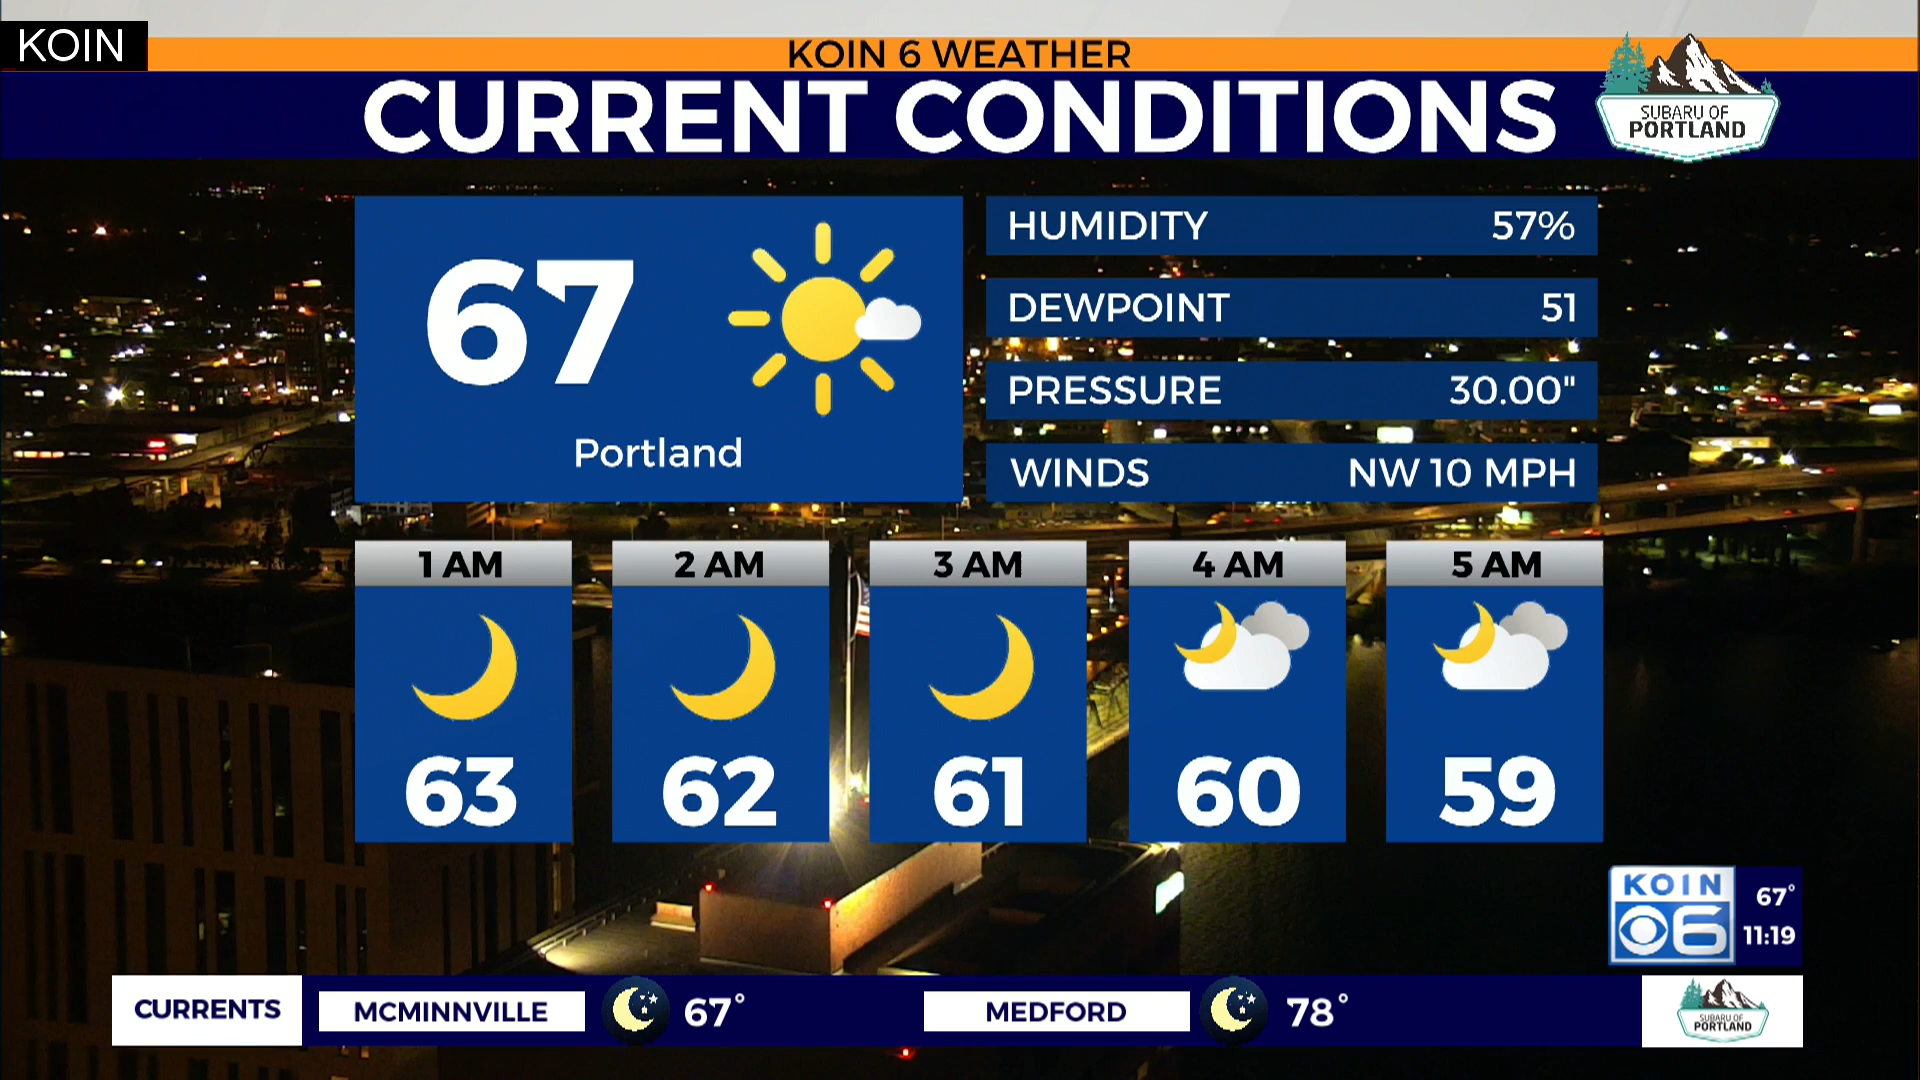 KOIN
KOIN 6 WEATHER
CURRENT CONDITIONS
SUBARU OF
PORTLAND
67
Portland
HUMIDITY 57%
DEWPOINT 51
PRESSURE 30.00"
WINDS NW 10 MPH
1 AM 2 AM 3 AM 4 AM 5 AM
63 62 61 60 59
KOIN
6
67°
11:19
CURRENTS MCMINNVILLE 67° MEDFORD 78°
SUBARU OF
PORTLAND